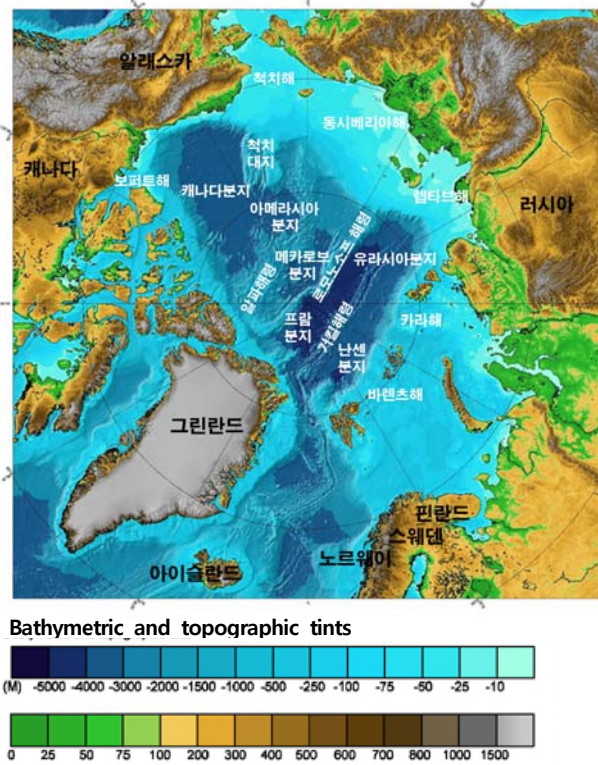 알래스카
척치해
동시베리아해
척치
대지
캐나다
보퍼트해
캐나다분지
렙타브해
러시아
아메라시아
분지
메카로브
분지
로모노소프 해령
유라시아분지
알파해령
프람
분지
가칼해령
카라해
난센
분지
바렌츠해
그린란드
핀란드
스웨덴
노르웨이
아이슬란드
Bathymetric and topographic tints
(M) -5000 -4000 -3000 -2000 -1500 -1000 -500 -250 -100 -75 -50 -25 -10
0 25 50 75 100 200 300 400 500 600 700 800 1000 1500